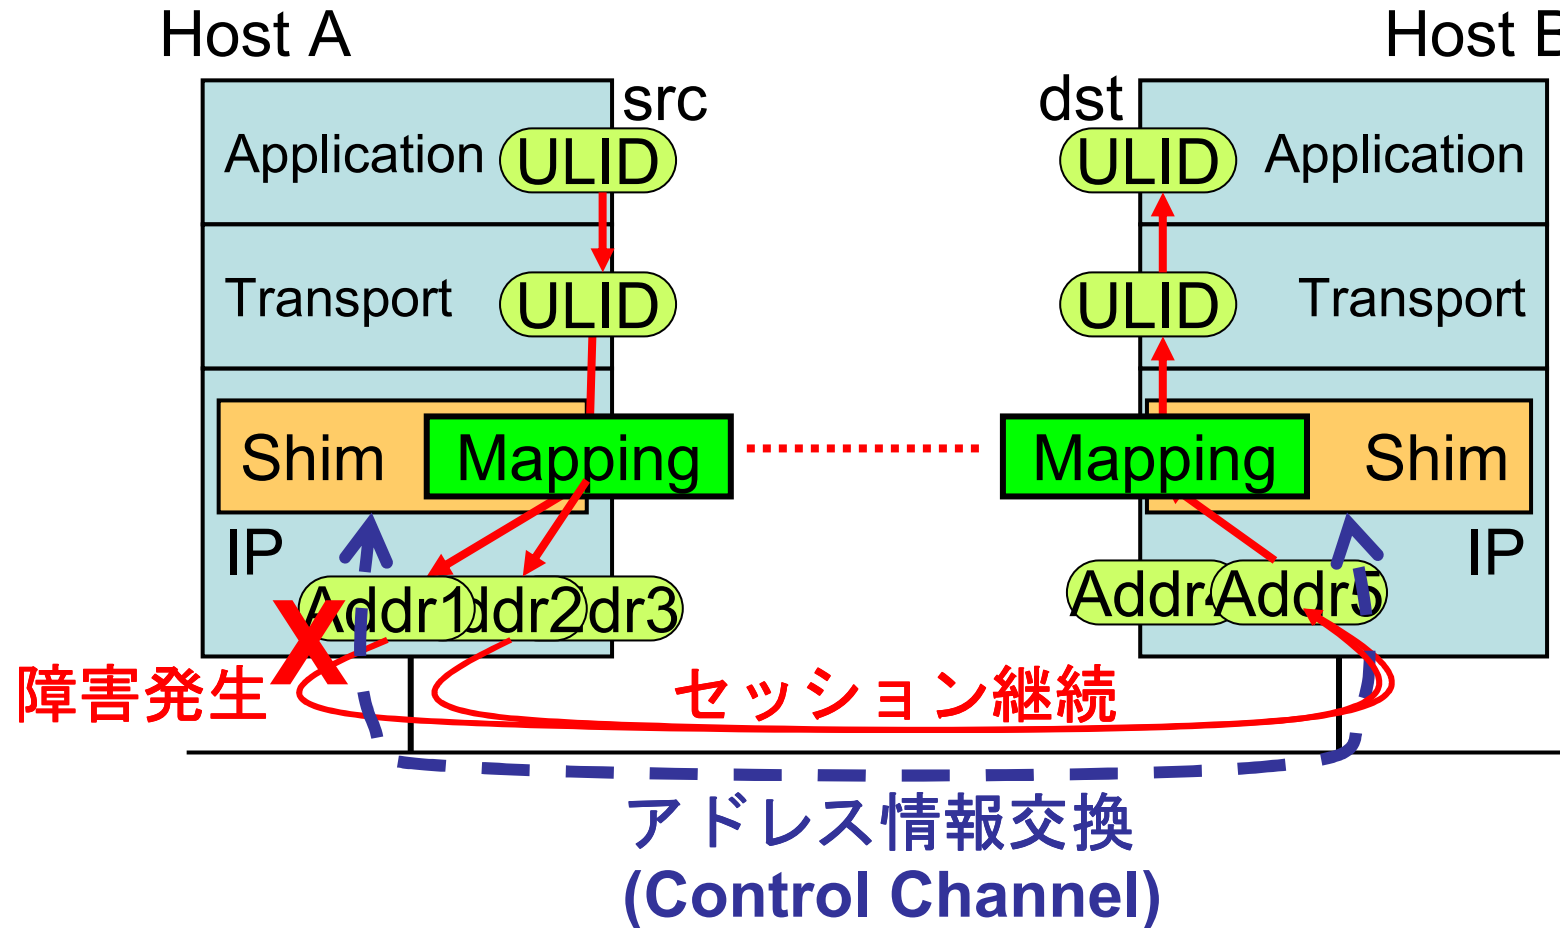 Host A
Host B
src
dst
Application
ULID
ULID
Application
Transport
ULID
ULID
Transport
Shim
Mapping
Mapping
Shim
IP
IP
Addr1
ddr2
dr3
Addr
Addr5
X
障害発生
セッション継続
アドレス情報交換
(Control Channel)